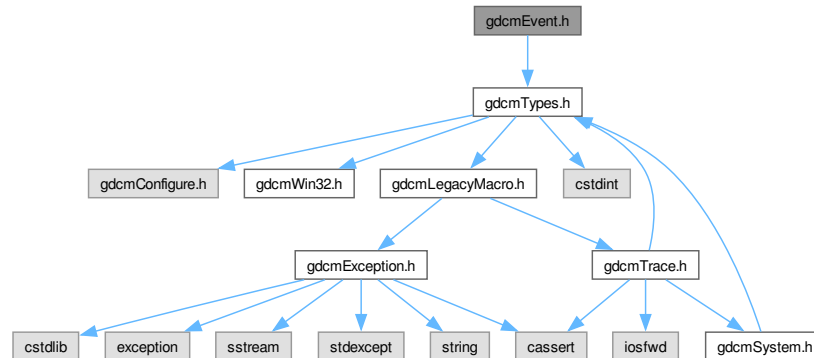 gdcmEvent.h
gdcmTypes.h
gdcmConfigure.h
gdcmWin32.h
gdcmLegacyMacro.h
cstdint
gdcmException.h
gdcmTrace.h
cstdlib
exception
sstream
stdexcept
string
cassert
iosfwd
gdcmSystem.h